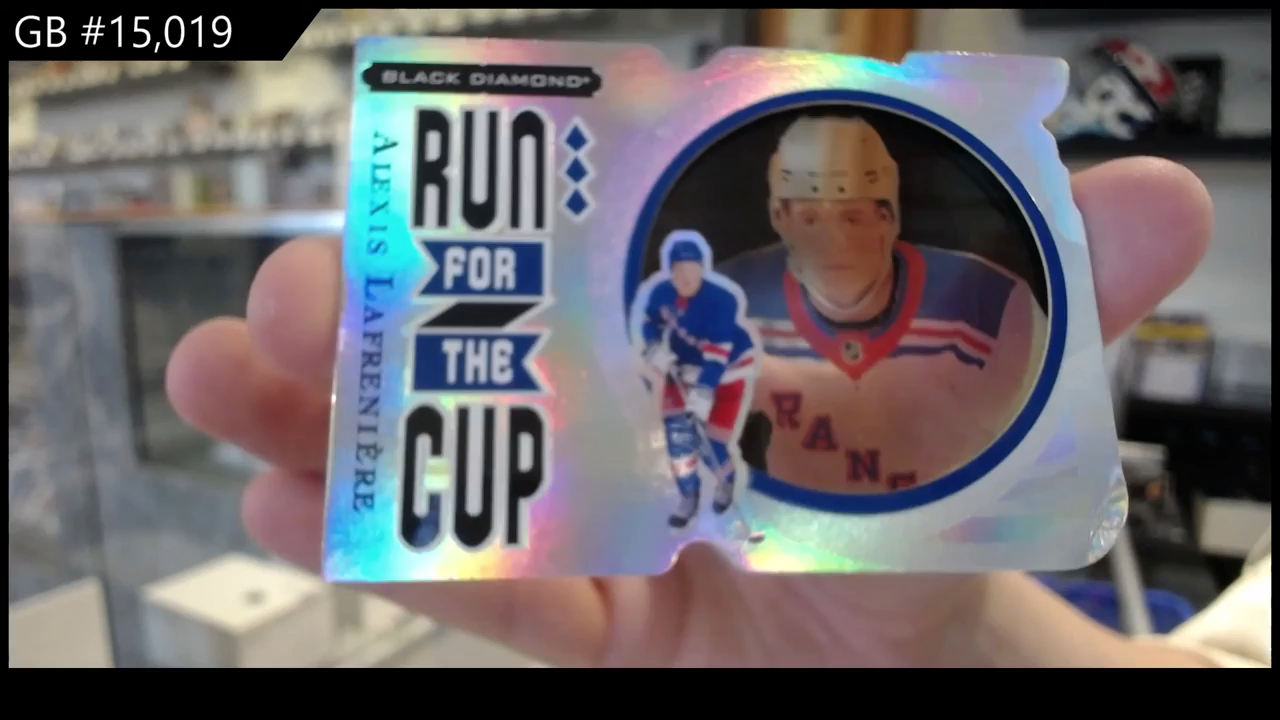 GB #15,019
BLACK DIAMOND
ALEXIS LAFRENIÈRE
RUN
FOR
THE
CUP
RANG